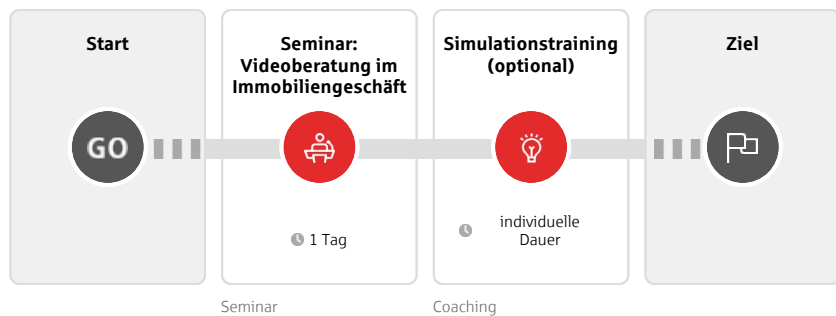 Start
Seminar:
Videoberatung im
Immobiliengeschäft
Simulationstraining
(optional)
Ziel
GO
1 Tag
individuelle
Dauer
Seminar
Coaching